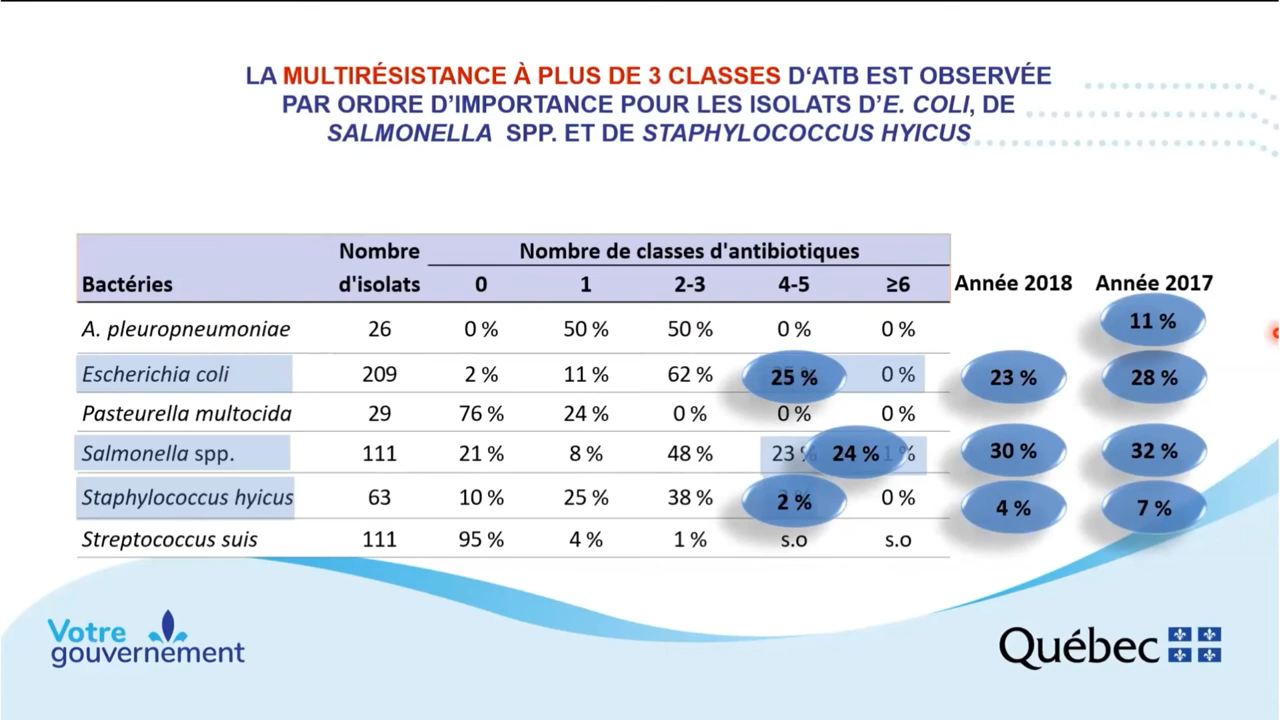 LA MULTIRÉSISTANCE À PLUS DE 3 CLASSES D‘ATB EST OBSERVÉE
PAR ORDRE D’IMPORTANCE POUR LES ISOLATS D’E. COLI, DE
SALMONELLA SPP. ET DE STAPHYLOCOCCUS HYICUS
Nombre Nombre de classes d'antibiotiques
Bactéries d'isolats 0 1 2-3 4-5 ≥6 Année 2018 Année 2017
A. pleuropneumoniae 26 0 % 50 % 50 % 0 % 0 % 11 %
Escherichia coli 209 2 % 11 % 62 % 25 % 0 % 23 % 28 %
Pasteurella multocida 29 76 % 24 % 0 % 0 % 0 %
Salmonella spp. 111 21 % 8 % 48 % 23 % 24 % 1 % 30 % 32 %
Staphylococcus hyicus 63 10 % 25 % 38 % 2 % 0 % 4 % 7 %
Streptococcus suis 111 95 % 4 % 1 % s.o s.o
Votre
gouvernement
Québec